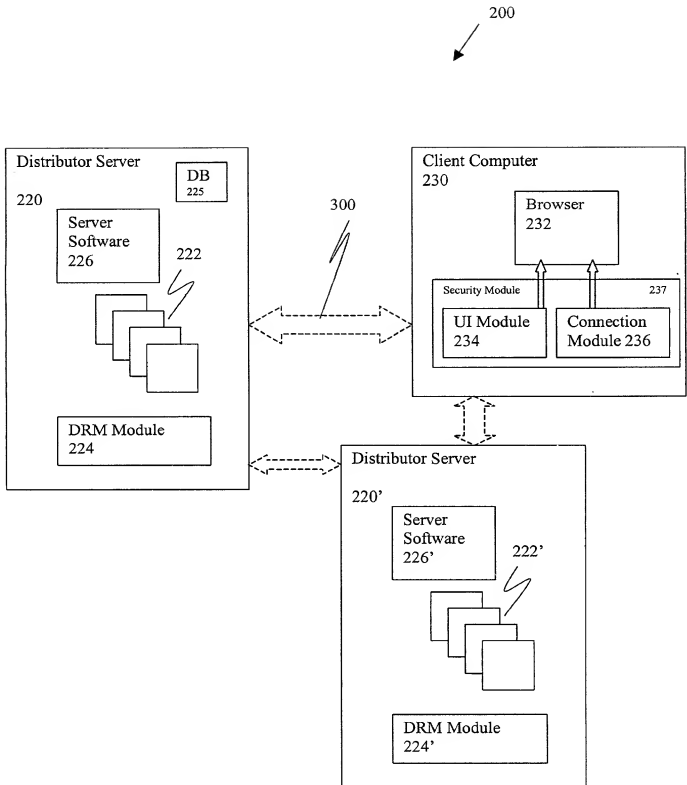 200
Distributor Server
220
DB
225
Server
Software
226
222
DRM Module
224
300
Client Computer
230
Browser
232
Security Module
237
UI Module
234
Connection
Module 236
Distributor Server
220’
Server
Software
226’
222’
DRM Module
224’